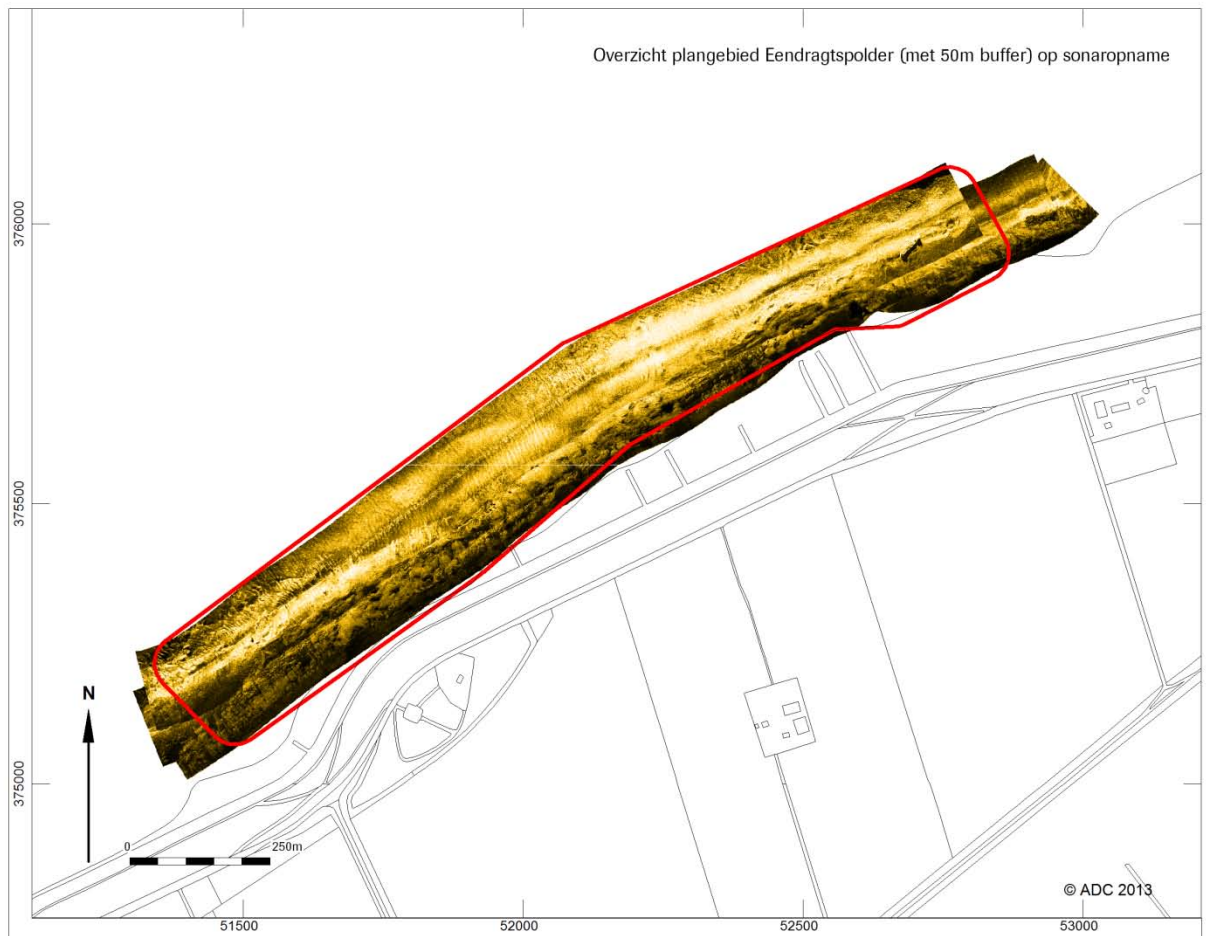 Overzicht plangebied Eendragtspolder (met 50m buffer) op sonaropname
376000
375500
N
375000
0 250m
© ADC 2013
51500 52000 52500 53000